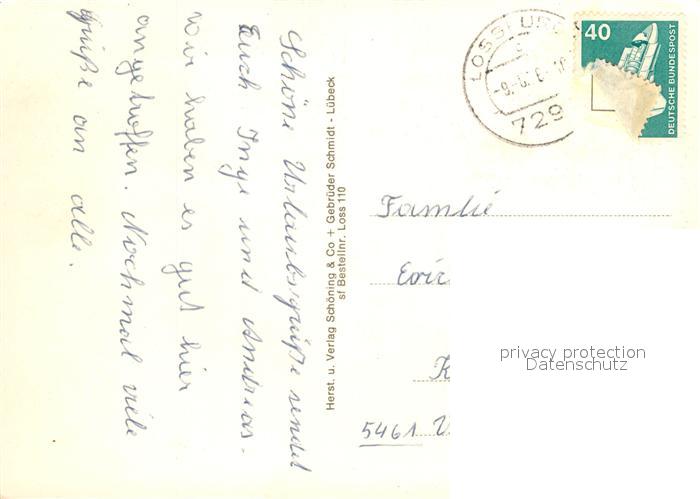 Schöne Urlaubsgrüße sendet
Euch Inge und Andreas.
Wir haben es gut hier
angetroffen. Nochmal viele
Grüße an alle.
Herst. u. Verlag Schöning & Co + Gebrüder Schmidt - Lübeck
sf Bestellnr. Loss 110
LOSSBURG
729
40
DEUTSCHE BUNDESPOST
Familie
5461
privacy protection
Datenschutz